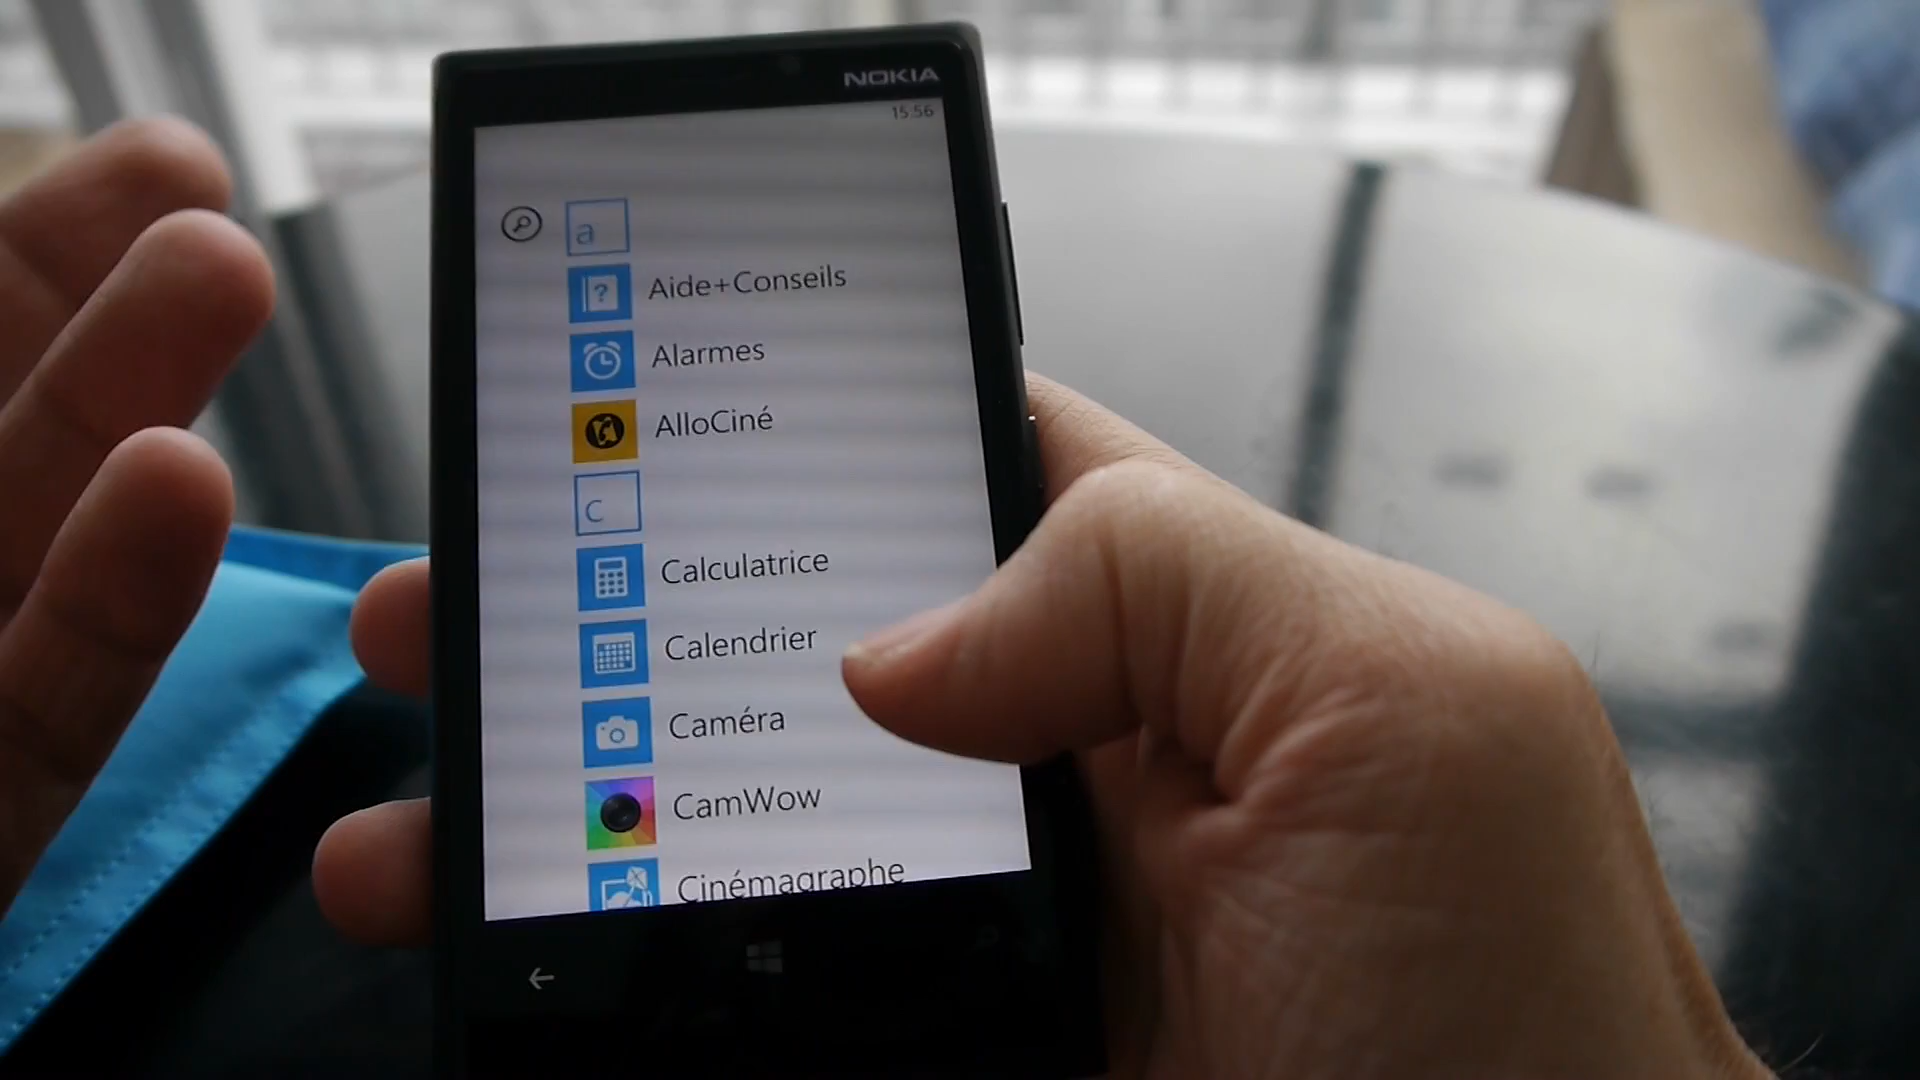 NOKIA
15:56
a
Aide+Conseils
Alarmes
AlloCiné
c
Calculatrice
Calendrier
Caméra
CamWow
Cinémagraphe